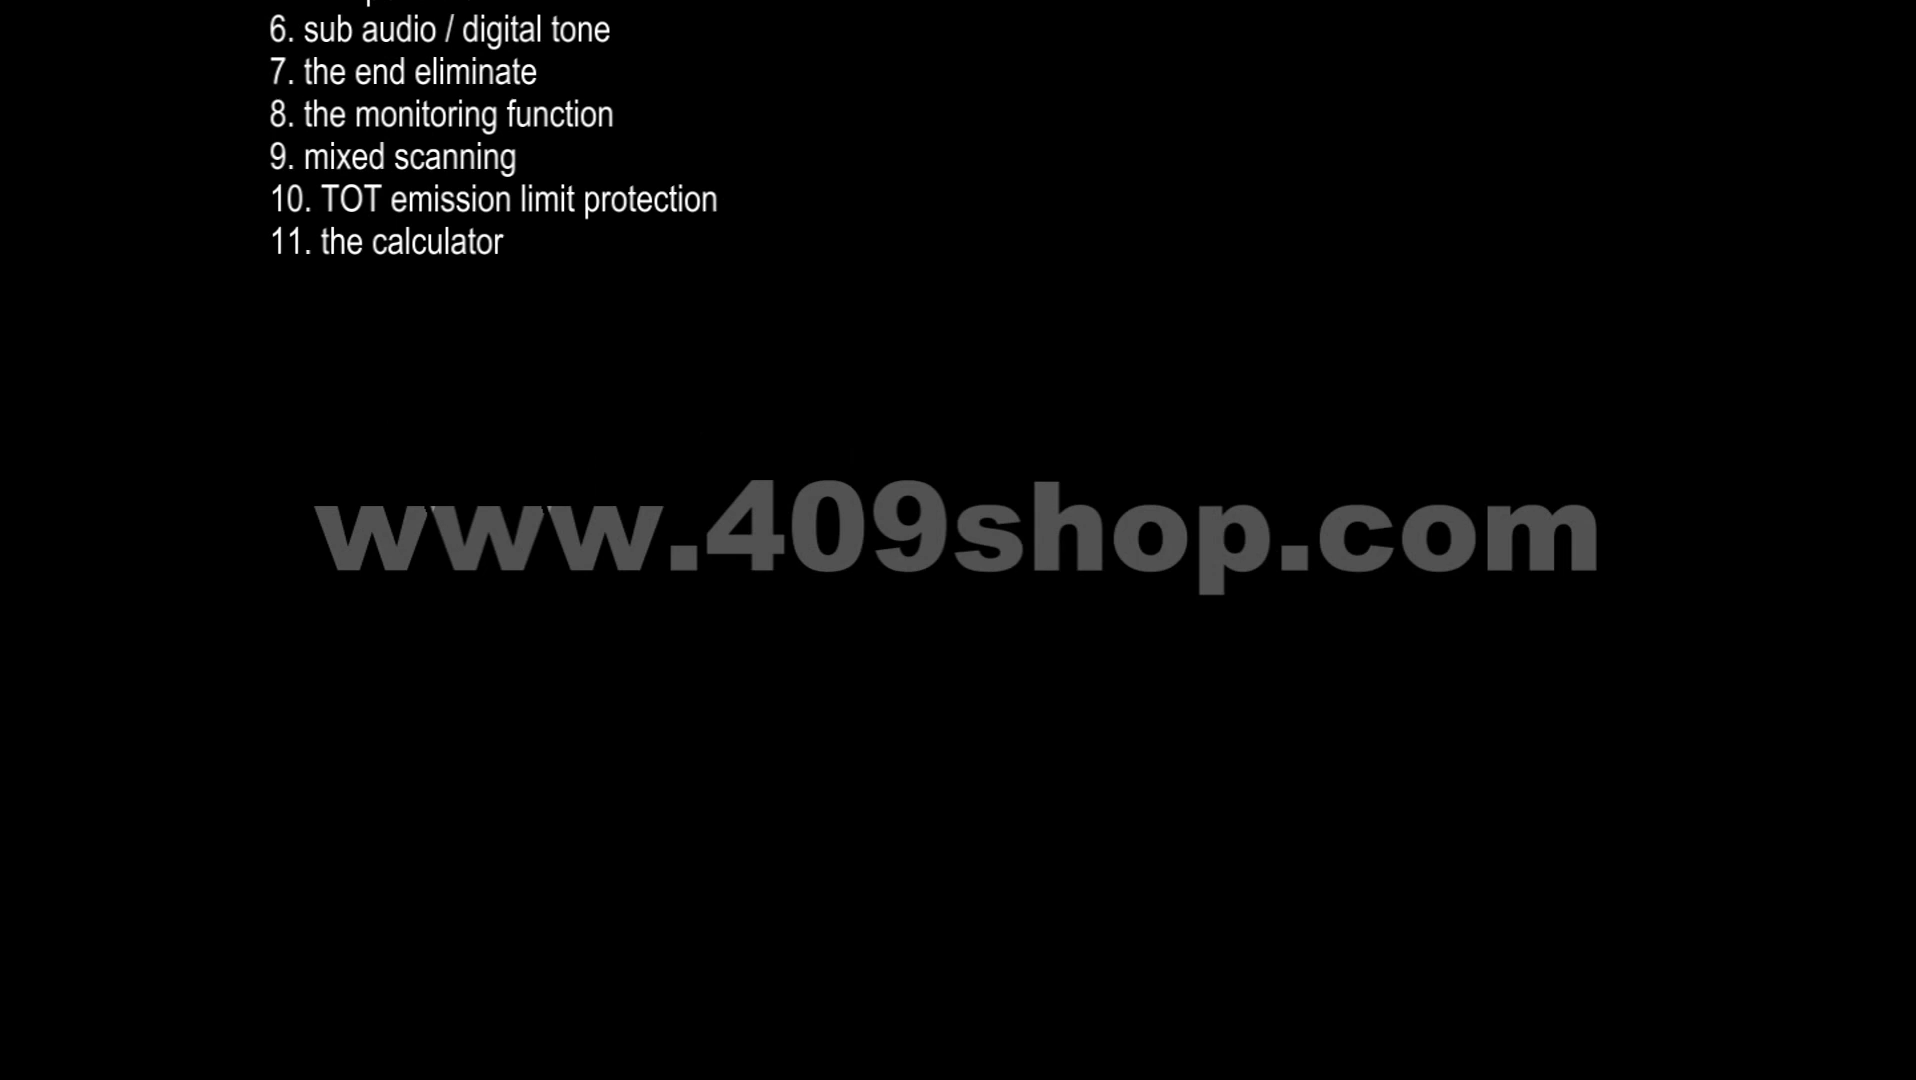 6. sub audio / digital tone
7. the end eliminate
8. the monitoring function
9. mixed scanning
10. TOT emission limit protection
11. the calculator
www.409shop.com